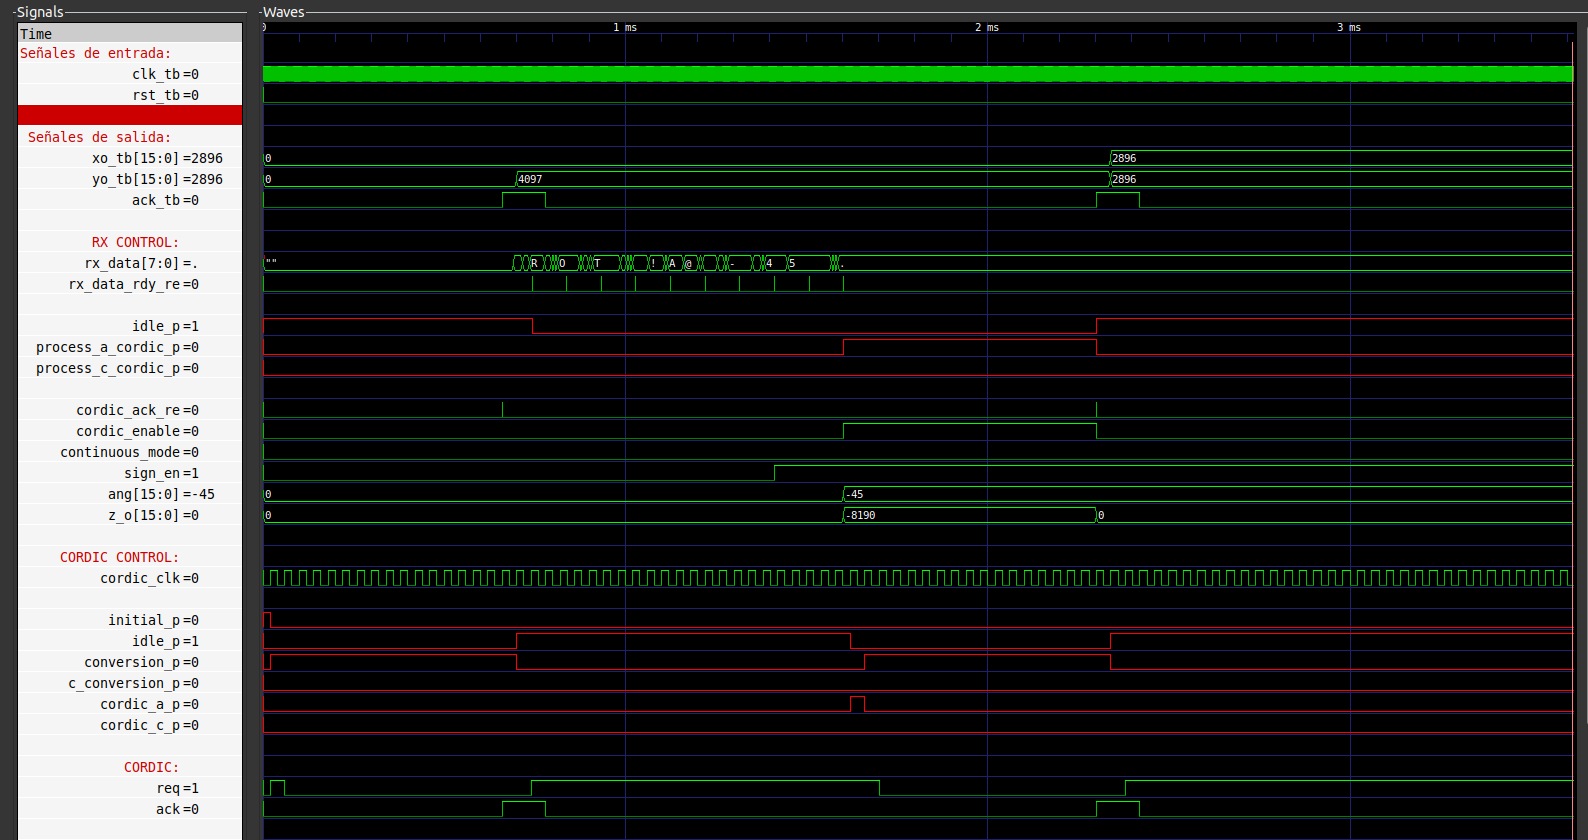 Signals
Waves
Time
0
1 ms
2 ms
3 ms
Señales de entrada:
clk_tb=0
rst_tb=0
Señales de salida:
xo_tb[15:0]=2896
0
2896
yo_tb[15:0]=2896
0
4097
2896
ack_tb=0
RX CONTROL:
rx_data[7:0]=.
""
R
O
T
!
A
@
-
4
5
.
rx_data_rdy_re=0
idle_p=1
process_a_cordic_p=0
process_c_cordic_p=0
cordic_ack_re=0
cordic_enable=0
continuous_mode=0
sign_en=1
ang[15:0]=-45
0
-45
z_o[15:0]=0
0
-8190
0
CORDIC CONTROL:
cordic_clk=0
initial_p=0
idle_p=1
conversion_p=0
c_conversion_p=0
cordic_a_p=0
cordic_c_p=0
CORDIC:
req=1
ack=0